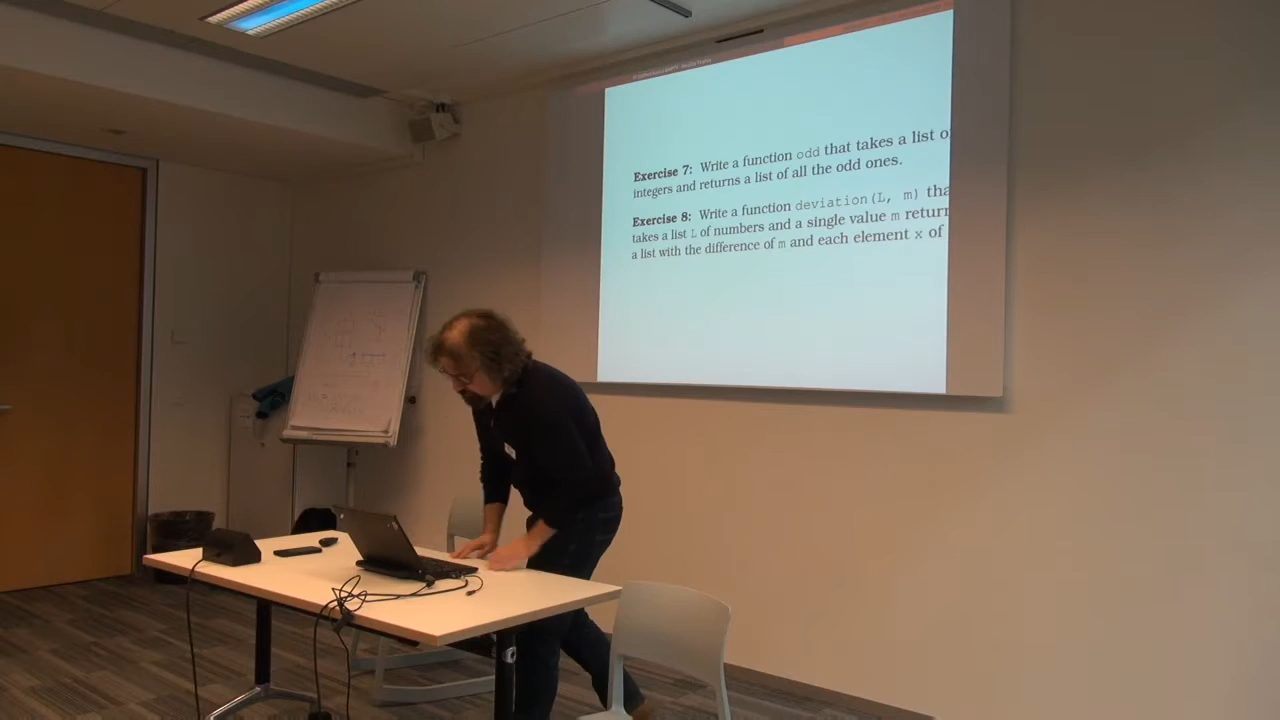 Exercise 7: Write a function odd that takes a list o
integers and returns a list of all the odd ones.
Exercise 8: Write a function deviation(L, m) tha
takes a list L of numbers and a single value m return
a list with the difference of m and each element x of